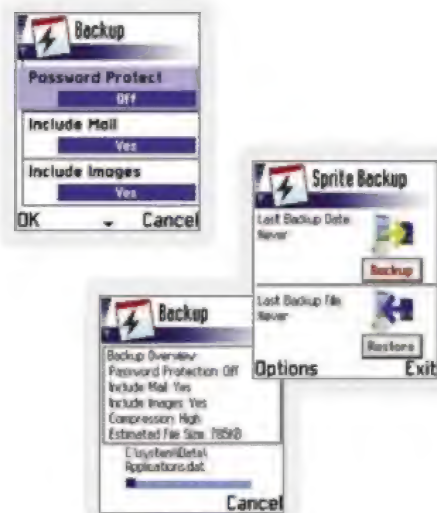 Backup
Password Protect
Off
Include Mail
Yes
Include Images
Yes
OK Cancel
Sprite Backup
Last Backup Date
Never
Backup
Last Backup File
Never
Restore
Options Exit
Backup
Backup Overview
Password Protection Off
Include Mail Yes
Include Images Yes
Compression High
Estimated File Size 785KB
C:\system\Data\
Applications.dat
Cancel